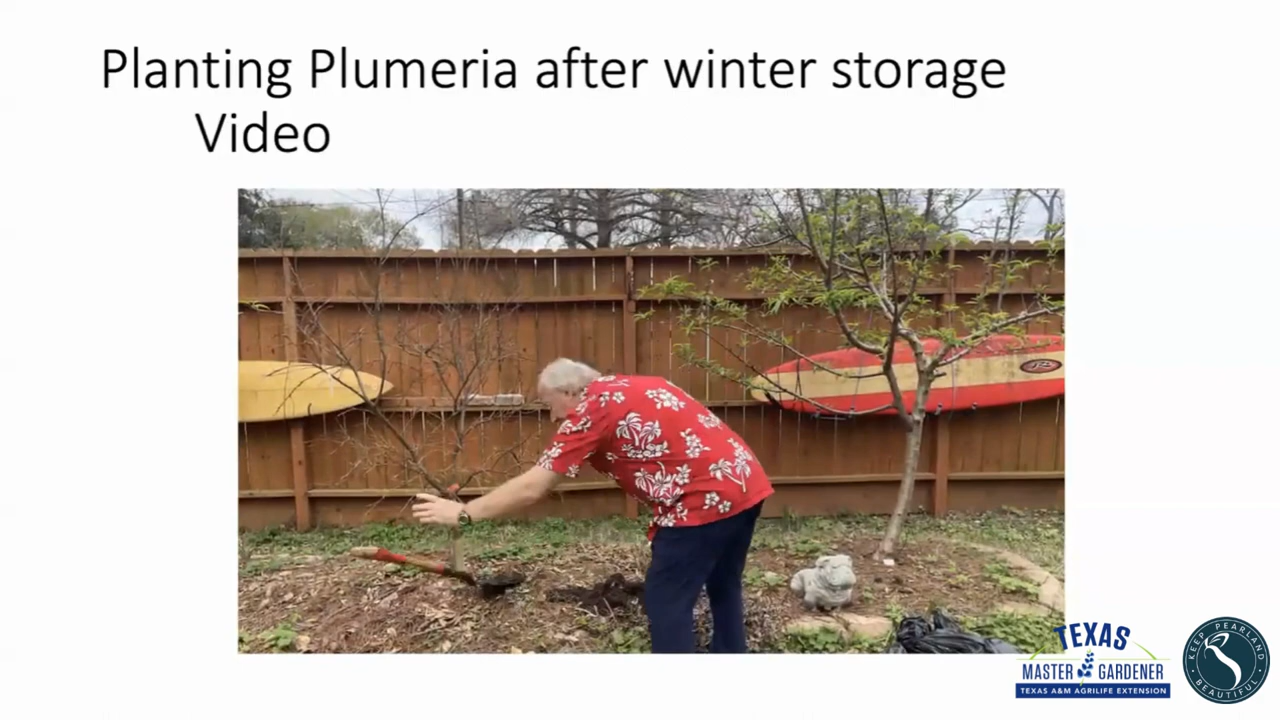 Planting Plumeria after winter storage
Video
TEXAS
MASTER GARDENER
TEXAS A&M AGRILIFE EXTENSION
KEEP PEARLAND
BEAUTIFUL